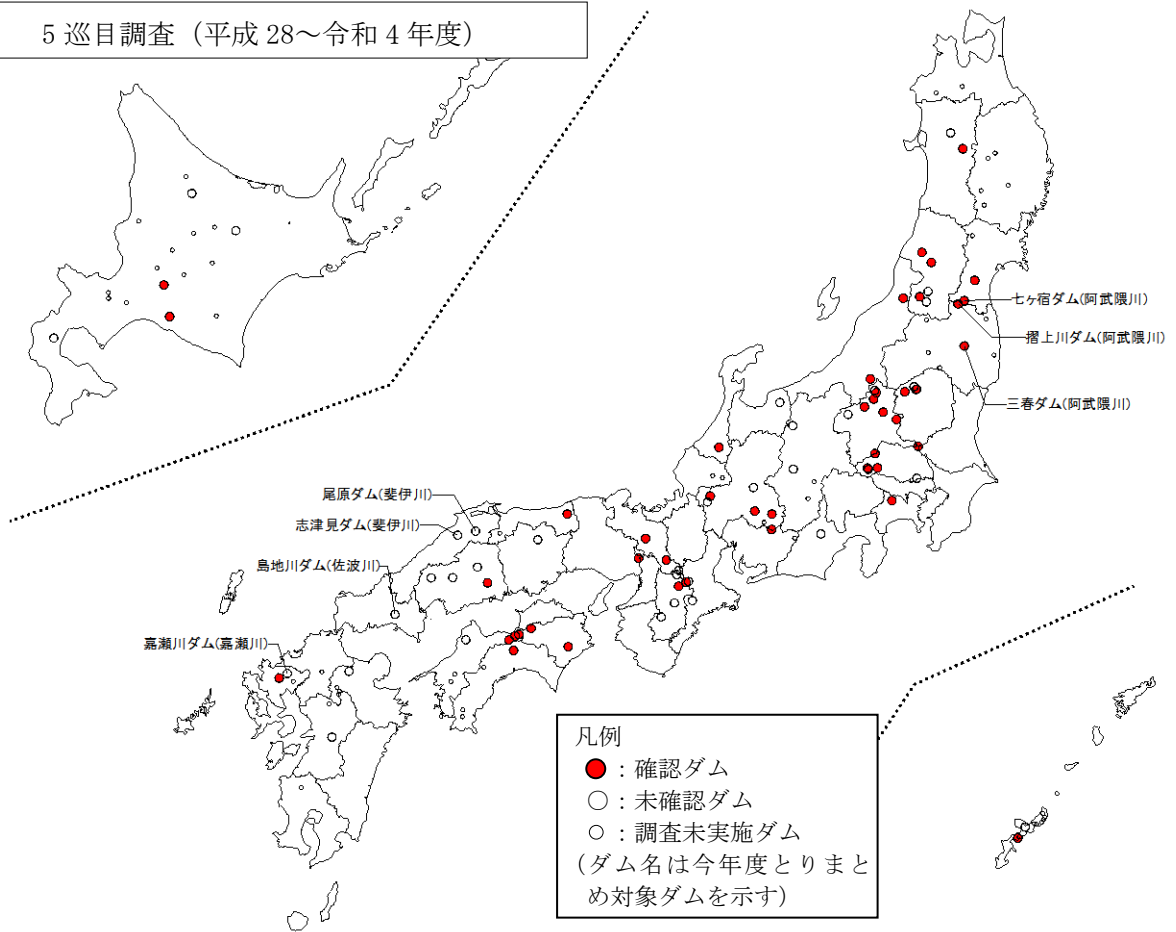 5 巡目調査（平成 28～令和 4 年度）
七ヶ宿ダム(阿武隈川)
摺上川ダム(阿武隈川)
三春ダム(阿武隈川)
尾原ダム(斐伊川)
志津見ダム(斐伊川)
島地川ダム(佐波川)
嘉瀬川ダム(嘉瀬川)
凡例
：確認ダム
：未確認ダム
：調査未実施ダム
（ダム名は今年度とりまと
め対象ダムを示す）